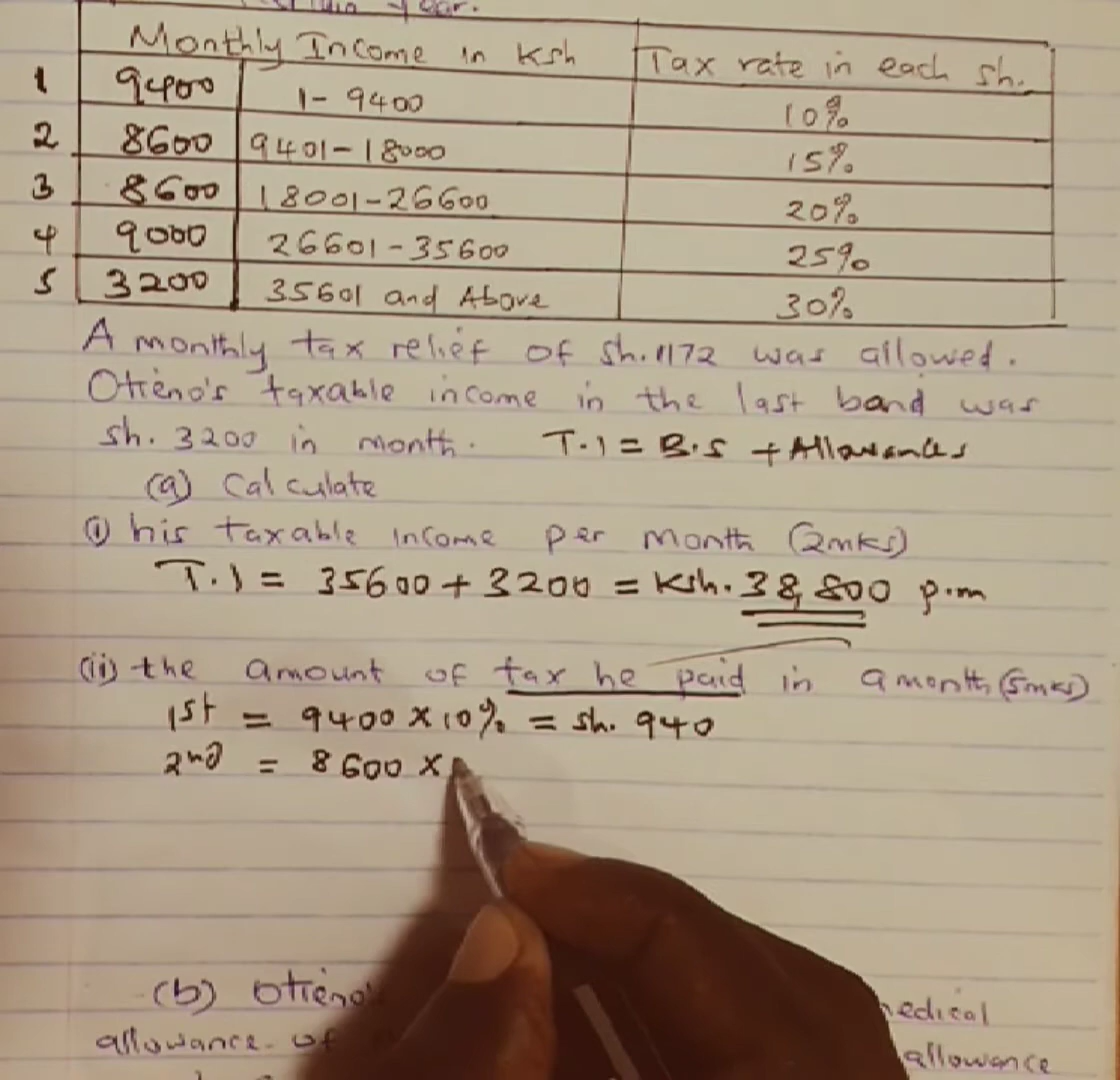 year.
Monthly Income in Ksh Tax rate in each sh.
1 9400 1-9400 10%
2 8600 9401-18000 15%
3 8600 18001-26600 20%
4 9000 26601-35600 25%
5 3200 35601 and Above 30%
A monthly tax relief of sh.1172 was allowed.
Otieno's taxable income in the last band was
sh. 3200 in month. T.I = B.S + Allowances
(a) Calculate
(i) his taxable income per month (2mks)
T.I = 35600 + 3200 = Ksh. 38,800 p.m
(ii) the amount of tax he paid in a month (5mks)
1st = 9400 × 10% = sh. 940
2nd = 8600 ×
(b) Otieno's
allowance of allowance